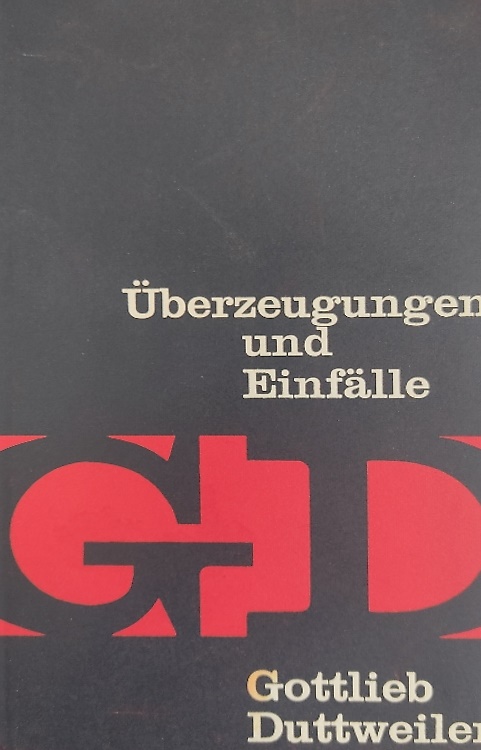 Überzeugungen
und
Einfälle
GD
Gottlieb
Duttweiler